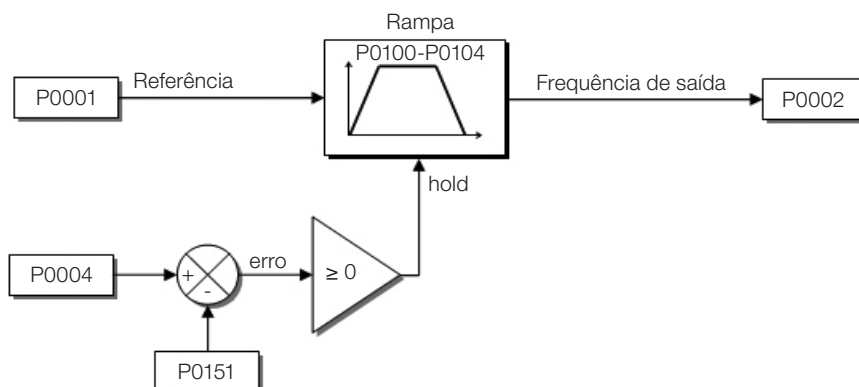 Rampa
P0100-P0104
P0001
Referência
Frequência de saída
P0002
hold
P0004
+
-
erro
≥ 0
P0151